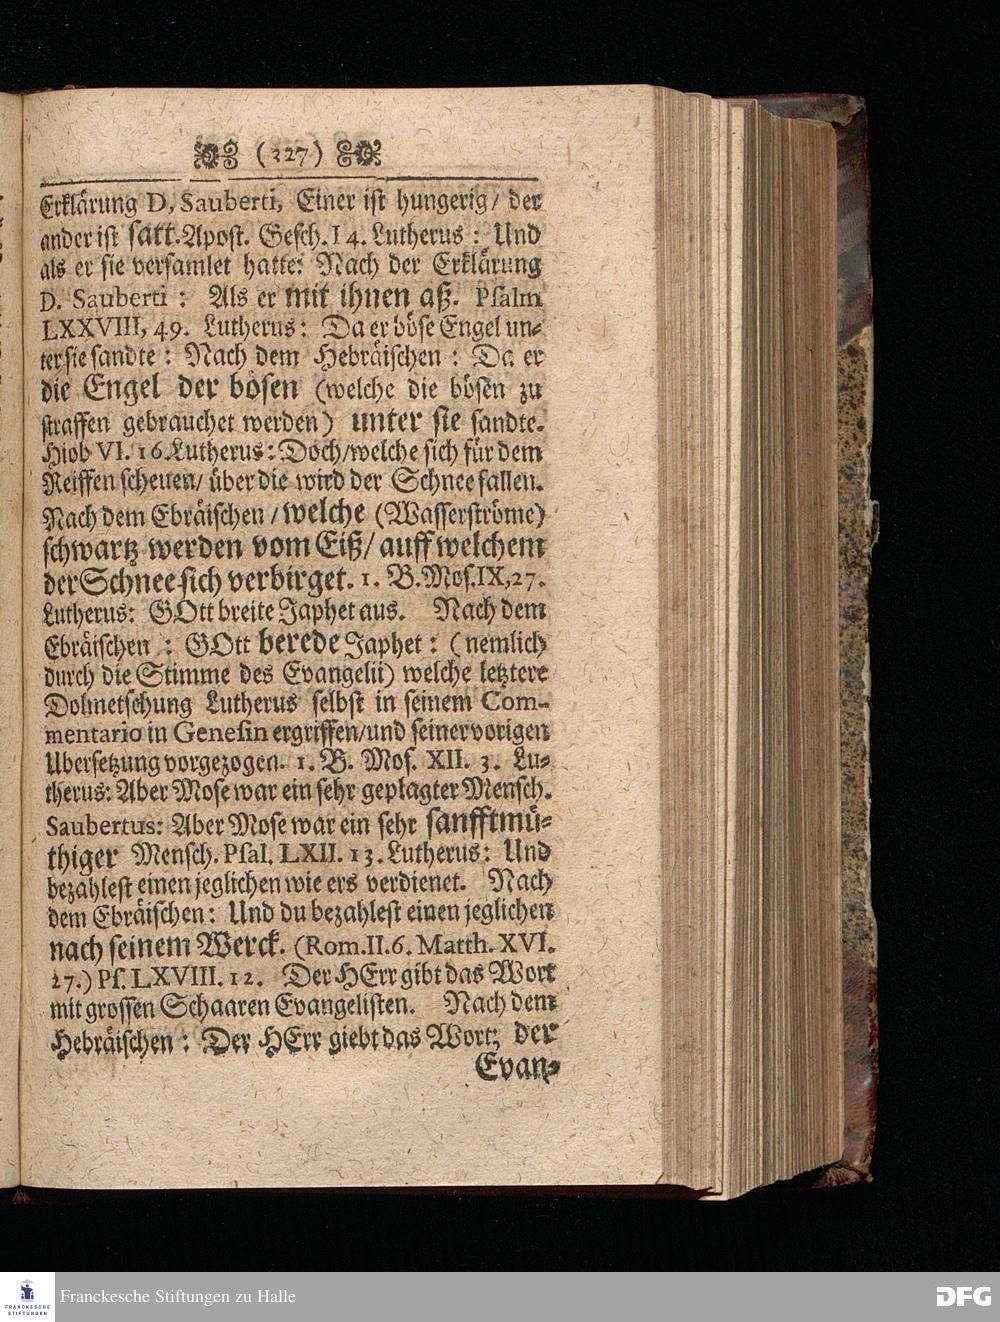 (327)
Erklärung D, Sauberti, Einer ist hungerig/ der
ander ist satt. Apost. Gesch. 14. Lutherus: Und
als er sie versamlet hatte: Nach der Erklärung
D. Sauberti: Als er mit ihnen aß. Psalm
LXXVIII, 49. Lutherus: Da er böse Engel un-
ter sie sandte: Nach dem Hebräischen: Da er
die Engel der bösen (welche die bösen zu
straffen gebrauchet werden) unter sie sandte.
Hiob VI. 16. Lutherus: Doch/welche sich für dem
Reiffen scheuen/ über die wird der Schnee fallen.
Nach dem Ebräischen/ welche (Wasserströme)
schwartz werden vom Eiß/ auff welchem
der Schnee sich verbirget. 1. B. Mos. IX, 27.
Lutherus: GOtt breite Japhet aus. Nach dem
Ebräischen: GOtt berede Japhet: (nemlich
durch die Stimme des Evangelii) welche letztere
Dolmetschung Lutherus selbst in seinem Com-
mentario in Genesin ergriffen/und seiner vorigen
Ubersetzung vorgezogen. 1. B. Mos. XII. 3. Lu-
therus: Aber Mose war ein sehr geplagter Mensch.
Saubertus: Aber Mose war ein sehr sanfftmü-
thiger Mensch. Psal. LXII. 13. Lutherus: Und
bezahlest einen jeglichen wie ers verdienet. Nach
dem Ebräischen: Und du bezahlest einen jeglichen
nach seinem Werck. (Rom. II. 6. Matth. XVI.
27.) Ps. LXVIII. 12. Der HErr gibt das Wort
mit grossen Schaaren Evangelisten. Nach dem
Hebräischen: Der HErr giebt das Wort; der
Evan-
FRANCKESCHE STIFTUNGEN
Franckesche Stiftungen zu Halle
DFG